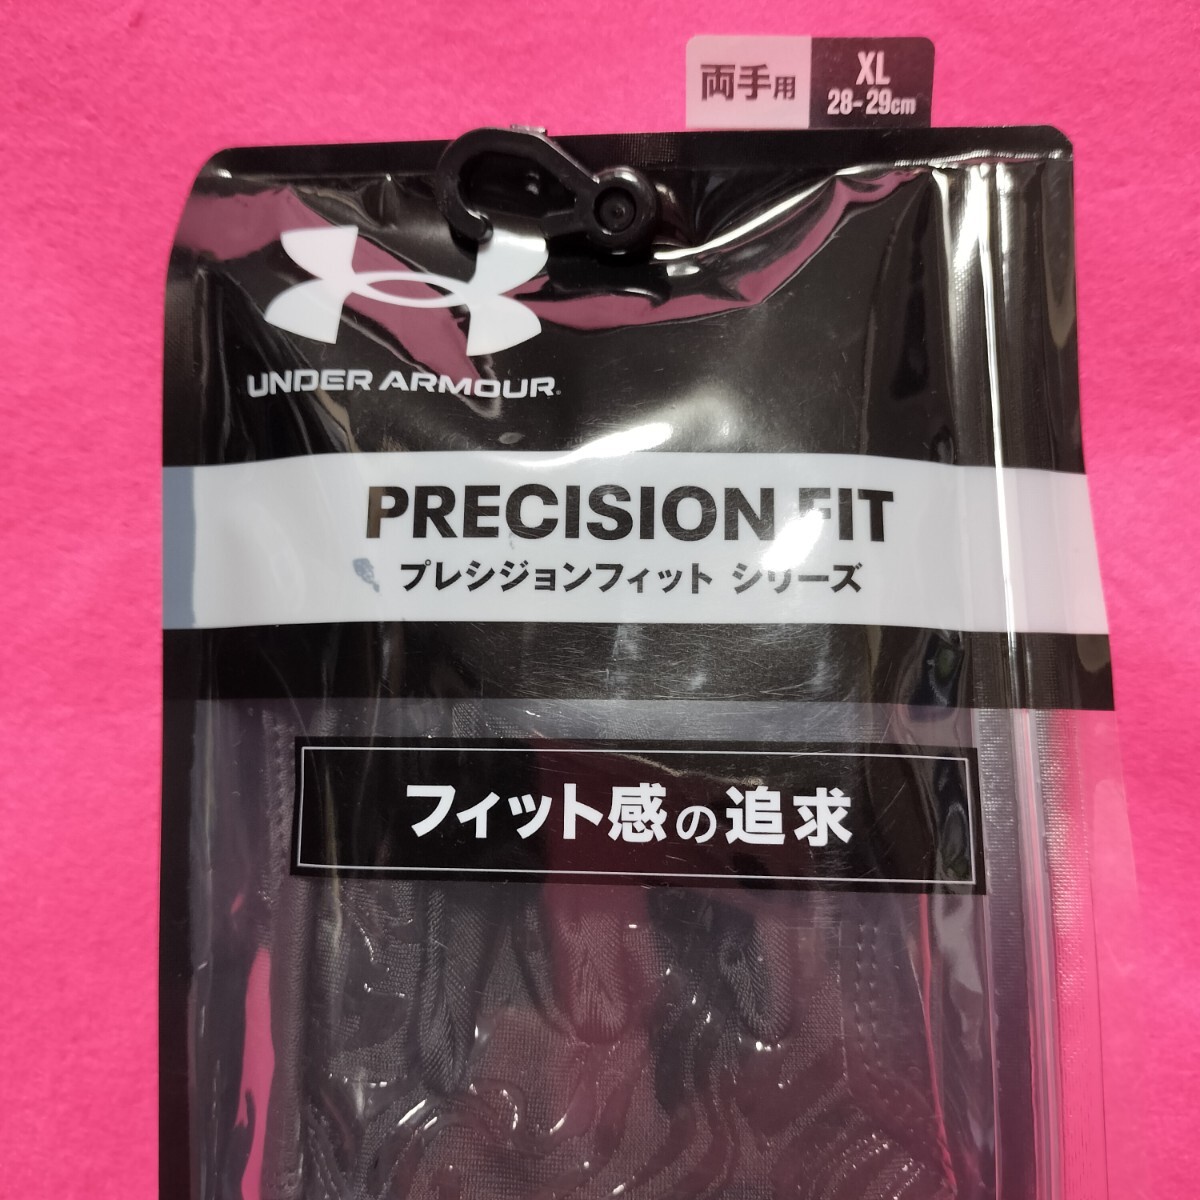 両手用
XL
28-29cm
UNDER ARMOUR
PRECISION FIT
プレシジョンフィット シリーズ
フィット感の追求